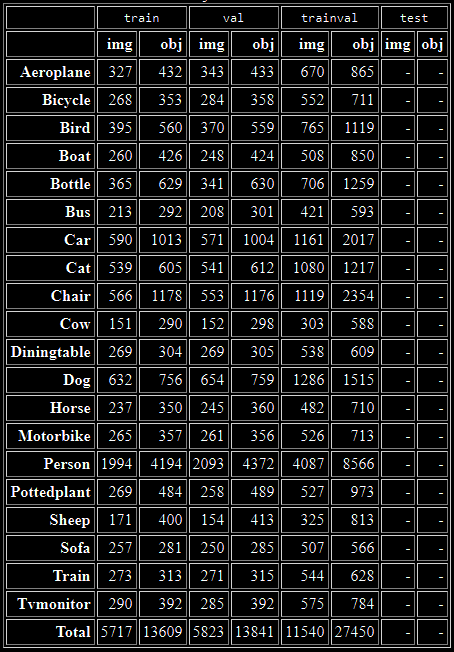 train val trainval test
img obj img obj img obj img obj
Aeroplane 327 432 343 433 670 865 - -
Bicycle 268 353 284 358 552 711 - -
Bird 395 560 370 559 765 1119 - -
Boat 260 426 248 424 508 850 - -
Bottle 365 629 341 630 706 1259 - -
Bus 213 292 208 301 421 593 - -
Car 590 1013 571 1004 1161 2017 - -
Cat 539 605 541 612 1080 1217 - -
Chair 566 1178 553 1176 1119 2354 - -
Cow 151 290 152 298 303 588 - -
Diningtable 269 304 269 305 538 609 - -
Dog 632 756 654 759 1286 1515 - -
Horse 237 350 245 360 482 710 - -
Motorbike 265 357 261 356 526 713 - -
Person 1994 4194 2093 4372 4087 8566 - -
Pottedplant 269 484 258 489 527 973 - -
Sheep 171 400 154 413 325 813 - -
Sofa 257 281 250 285 507 566 - -
Train 273 313 271 315 544 628 - -
Tvmonitor 290 392 285 392 575 784 - -
Total 5717 13609 5823 13841 11540 27450 - -